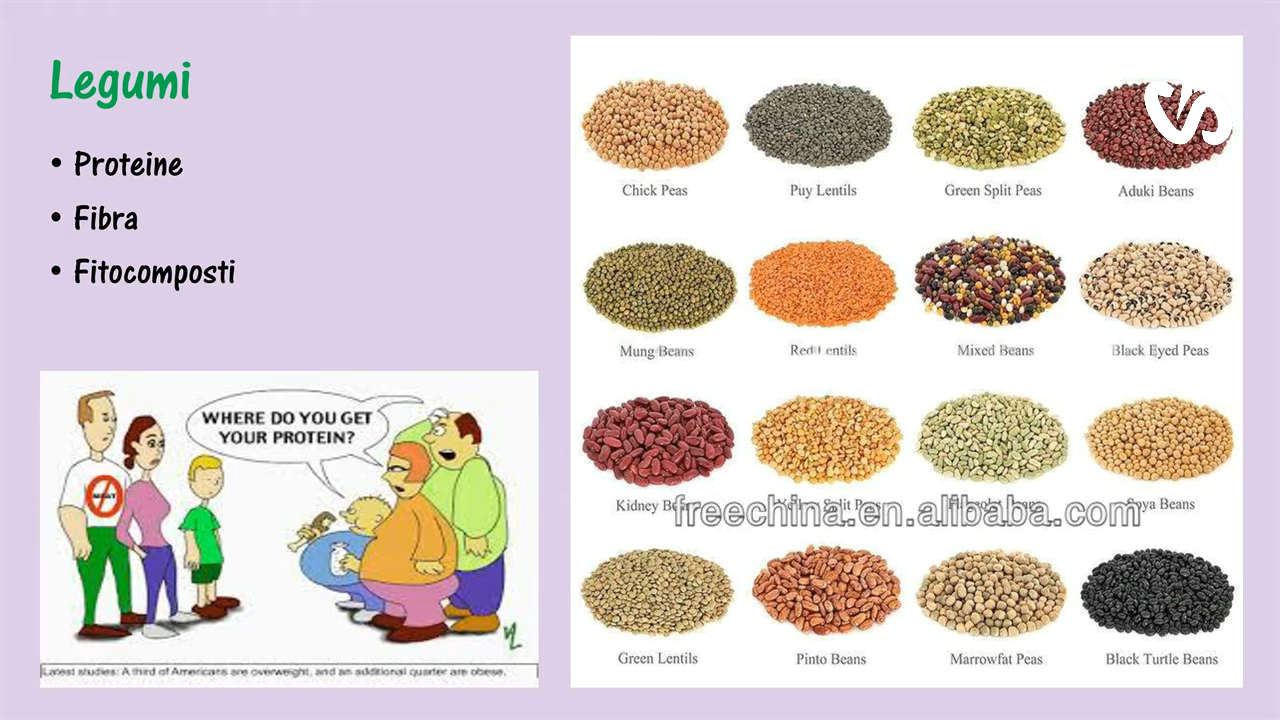 Legumi
• Proteine
• Fibra
• Fitocomposti
WHERE DO YOU GET
YOUR PROTEIN?
Latest studies: A third of Americans are overweight, and an additional quarter are obese.
Chick Peas Puy Lentils Green Split Peas Aduki Beans
Mung Beans Red Lentils Mixed Beans Black Eyed Peas
Kidney Split Peas Soya Beans
freechina.en.alibaba.com
Green Lentils Pinto Beans Marrowfat Peas Black Turtle Beans